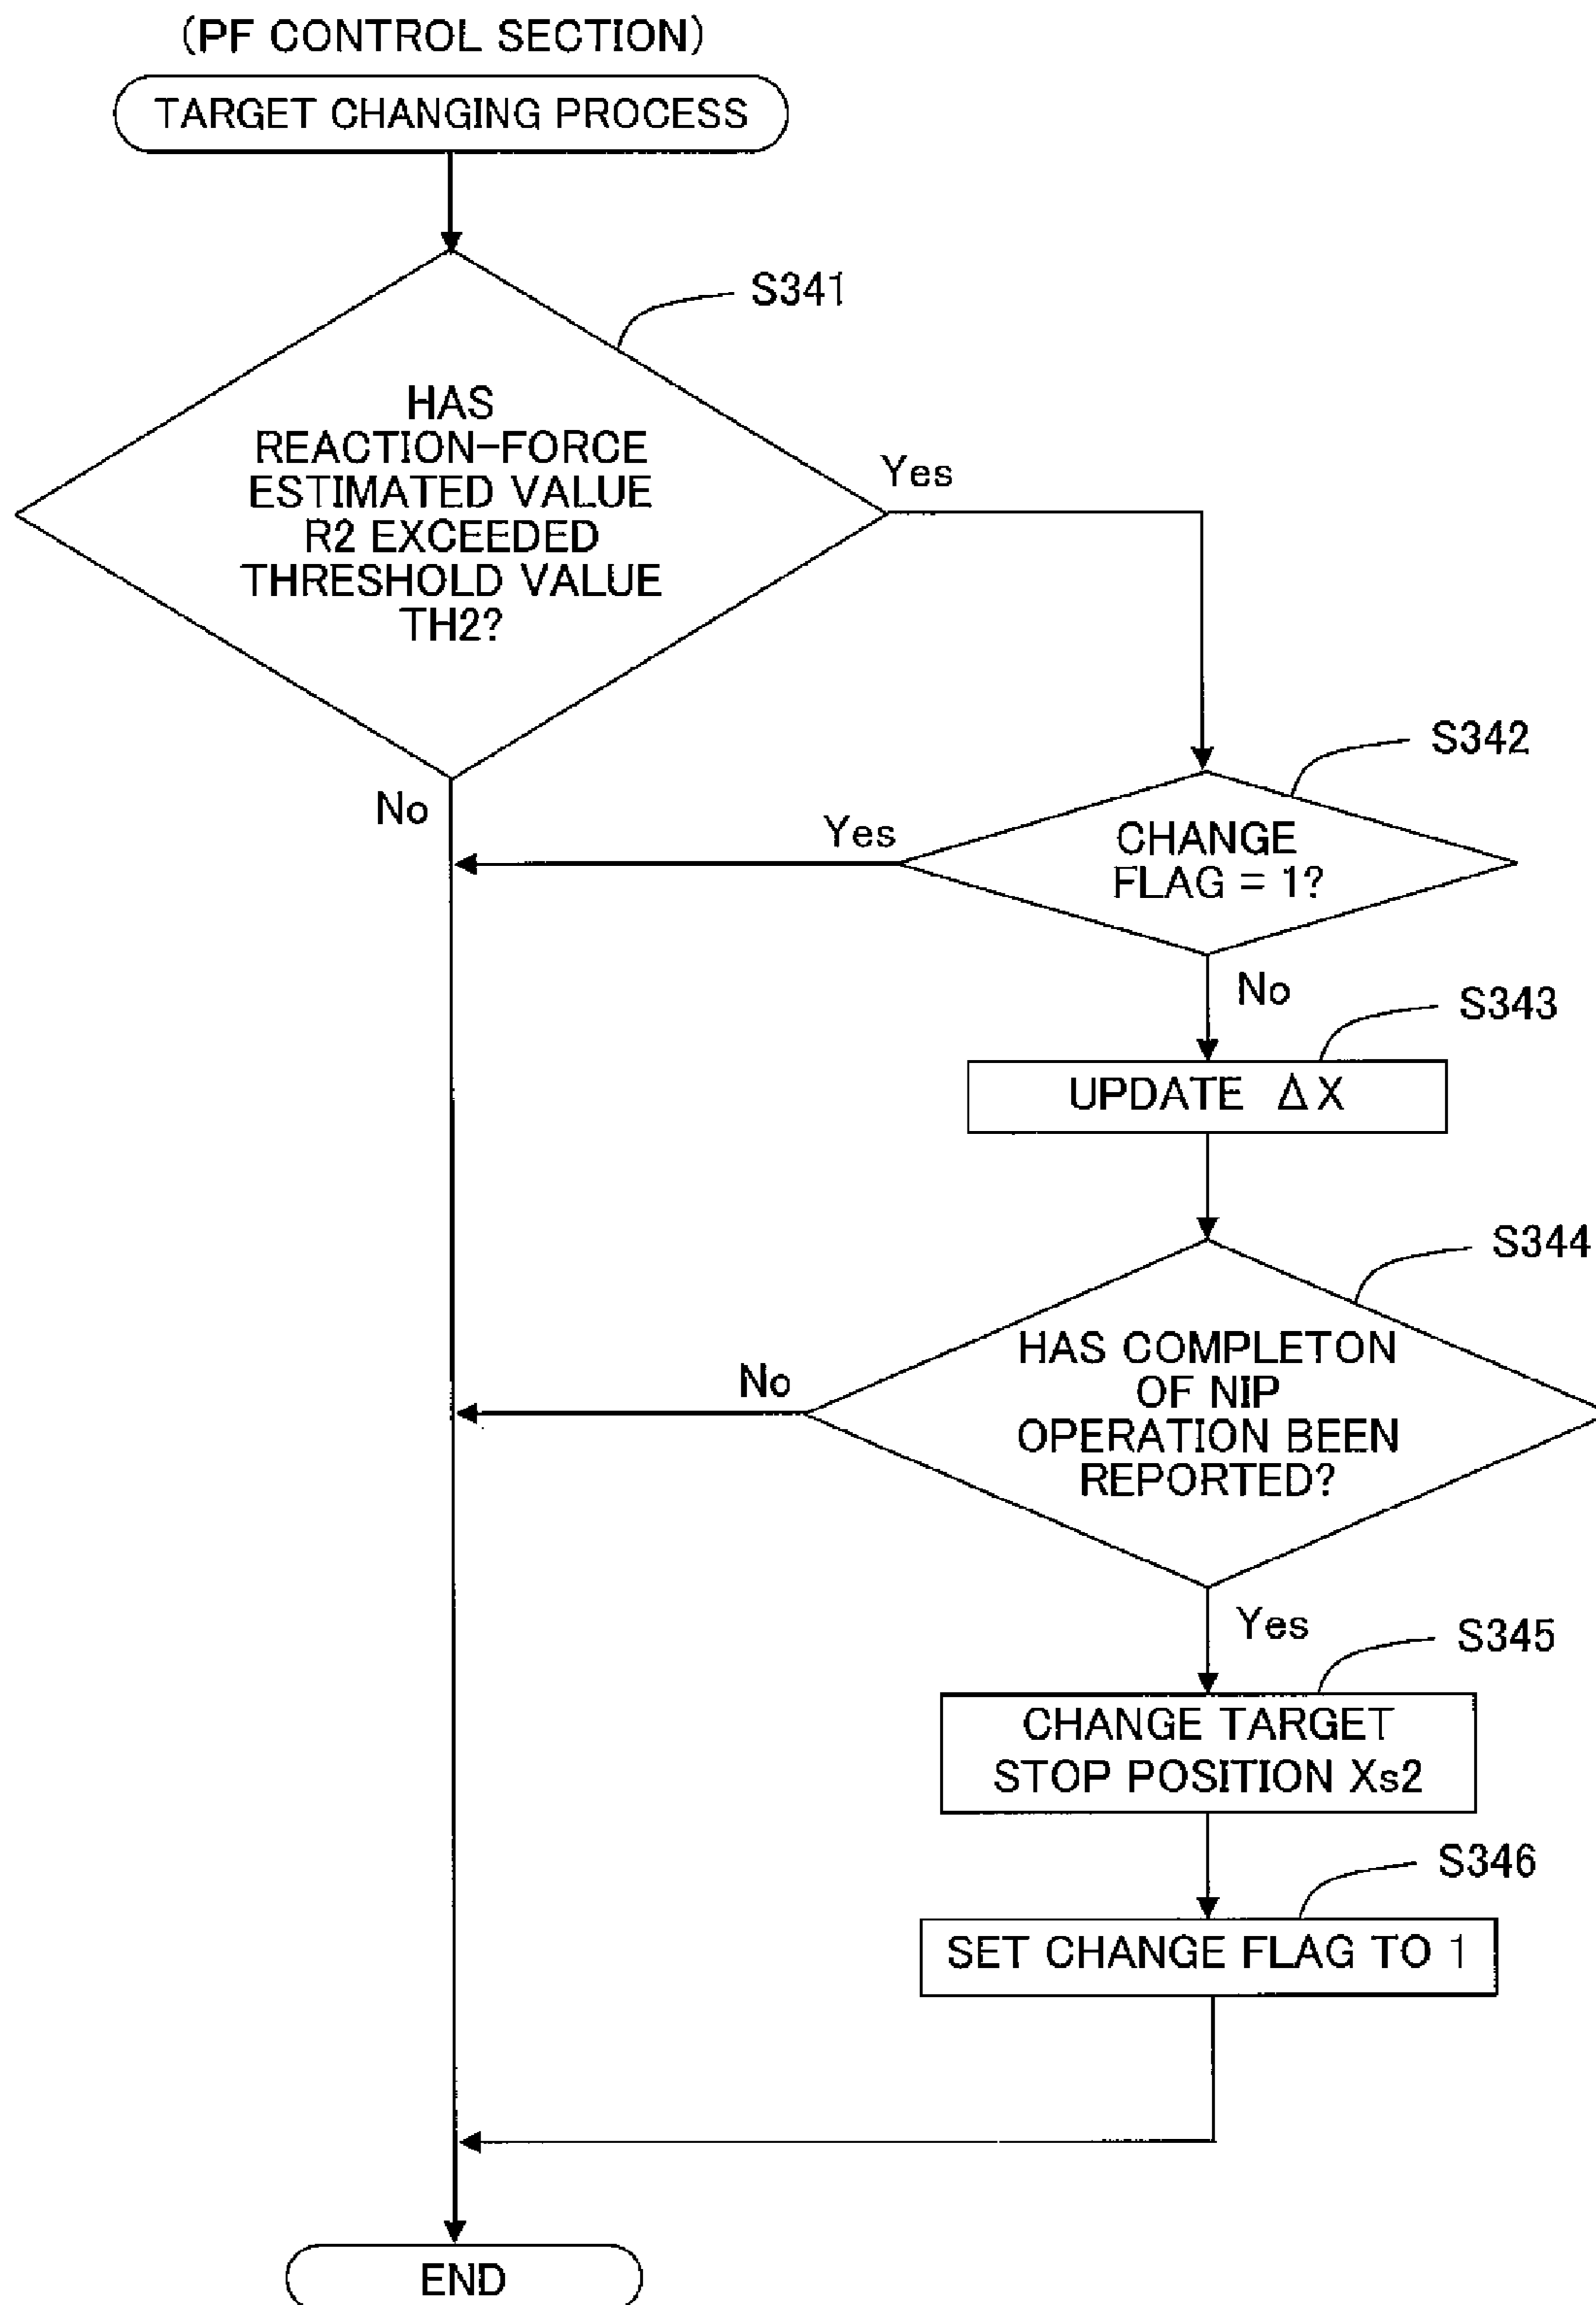 (PF CONTROL SECTION)
TARGET CHANGING PROCESS
S341
HAS
REACTION-FORCE
ESTIMATED VALUE
R2 EXCEEDED
THRESHOLD VALUE
TH2?
Yes
No
S342
CHANGE
FLAG = 1?
Yes
No
S343
UPDATE ΔX
S344
HAS COMPLETON
OF NIP
OPERATION BEEN
REPORTED?
No
Yes
S345
CHANGE TARGET
STOP POSITION Xs2
S346
SET CHANGE FLAG TO 1
END